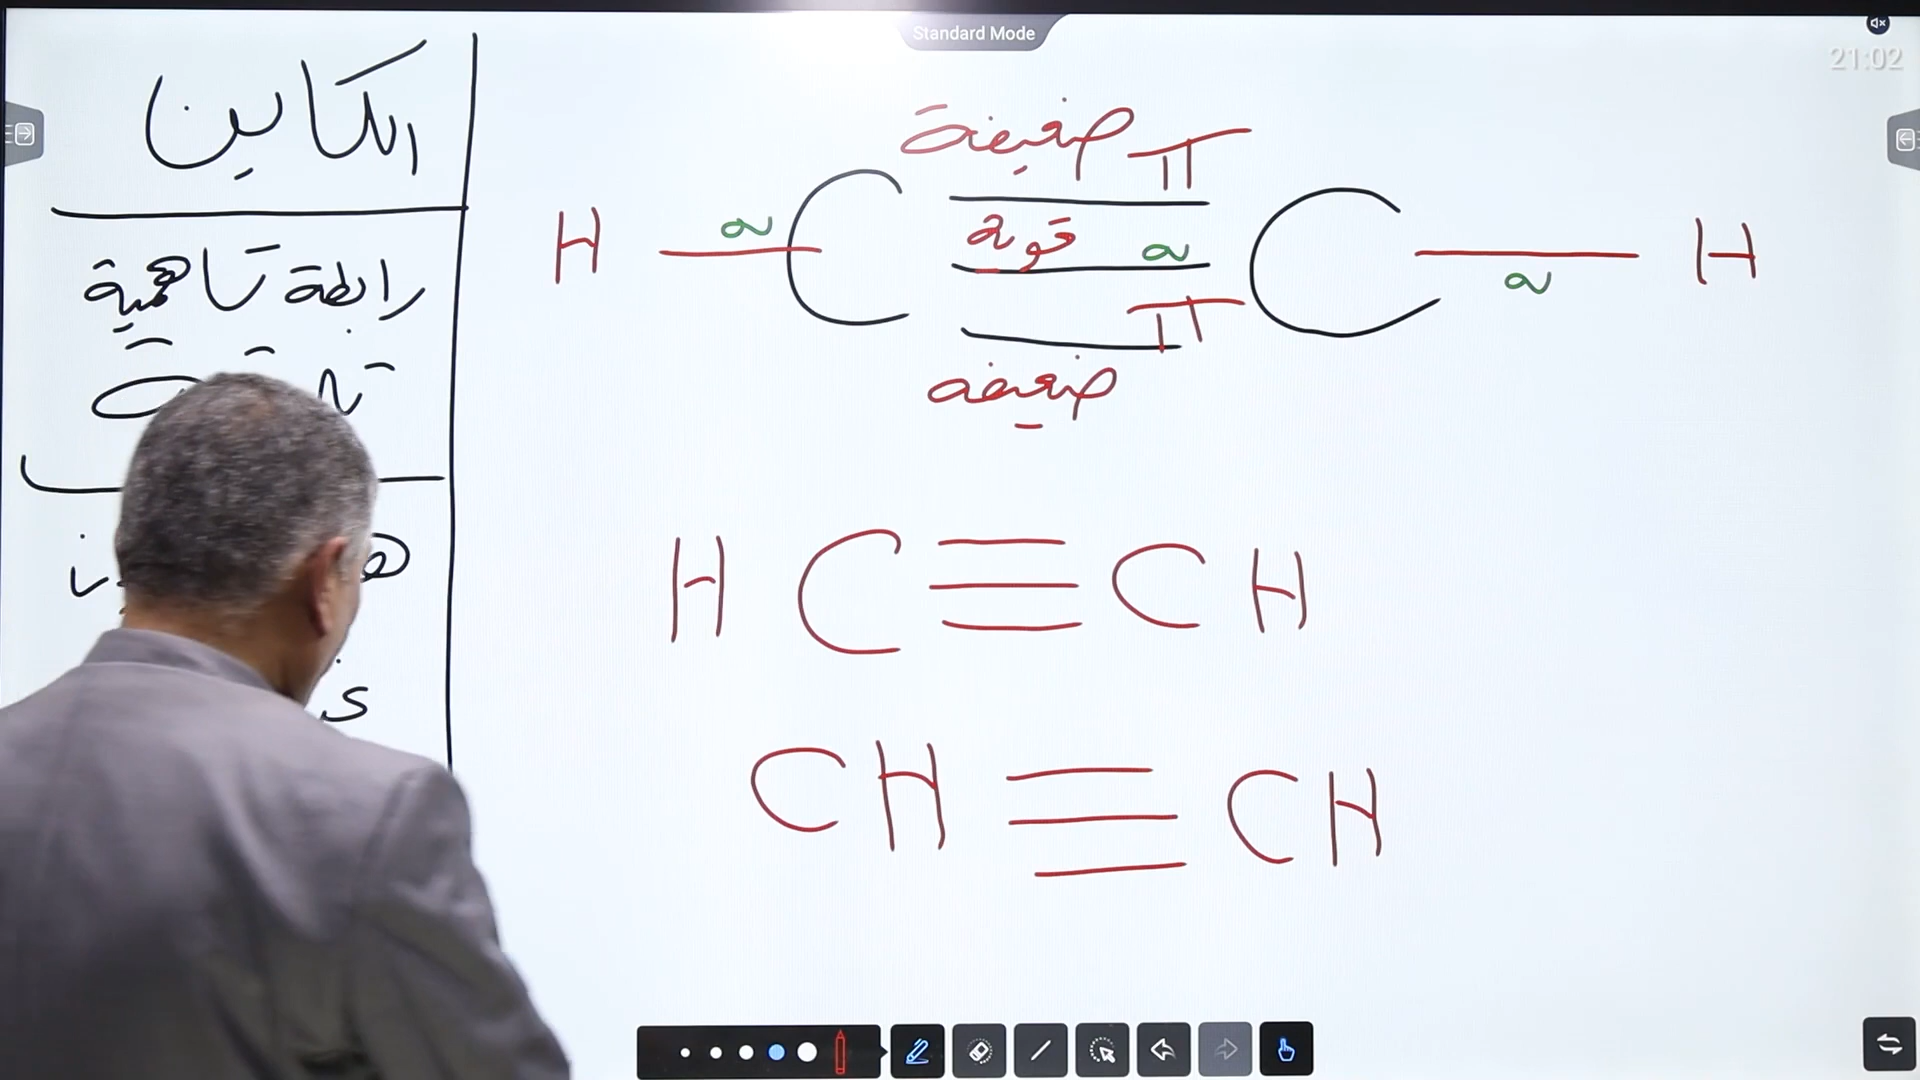 Standard Mode
21:02
الكاين
رابطة تساهمية
ضعيفة π
H — C ≡ C — H
σ قوية σ σ
π
ضعيفة
H C ≡ C H
CH ≡ CH